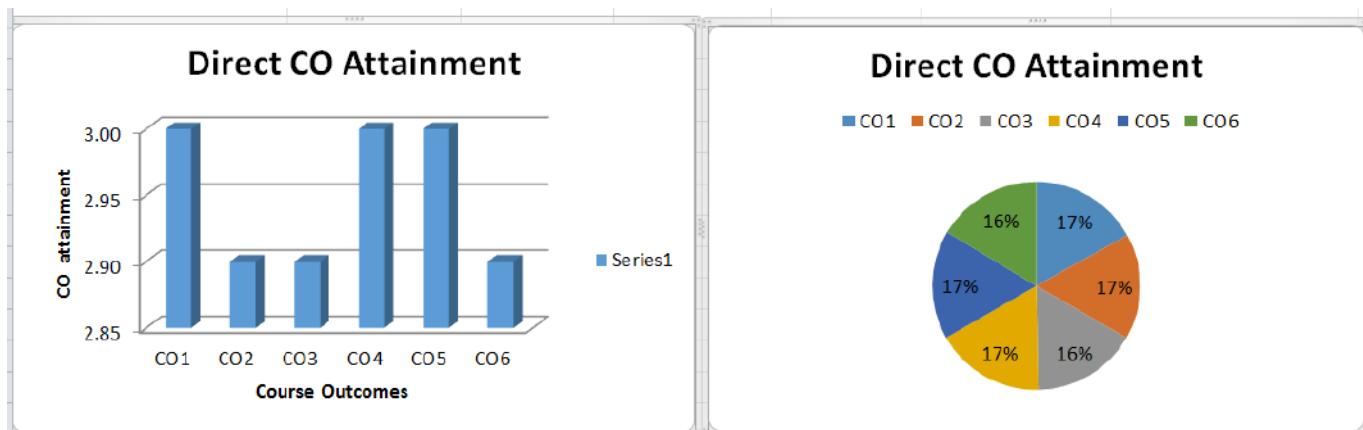 Direct CO Attainment
3.00
2.95
2.90
2.85
CO attainment
CO1 CO2 CO3 CO4 CO5 CO6
Course Outcomes
Series1
Direct CO Attainment
CO1 CO2 CO3 CO4 CO5 CO6
16% 17%
17% 17%
17% 16%